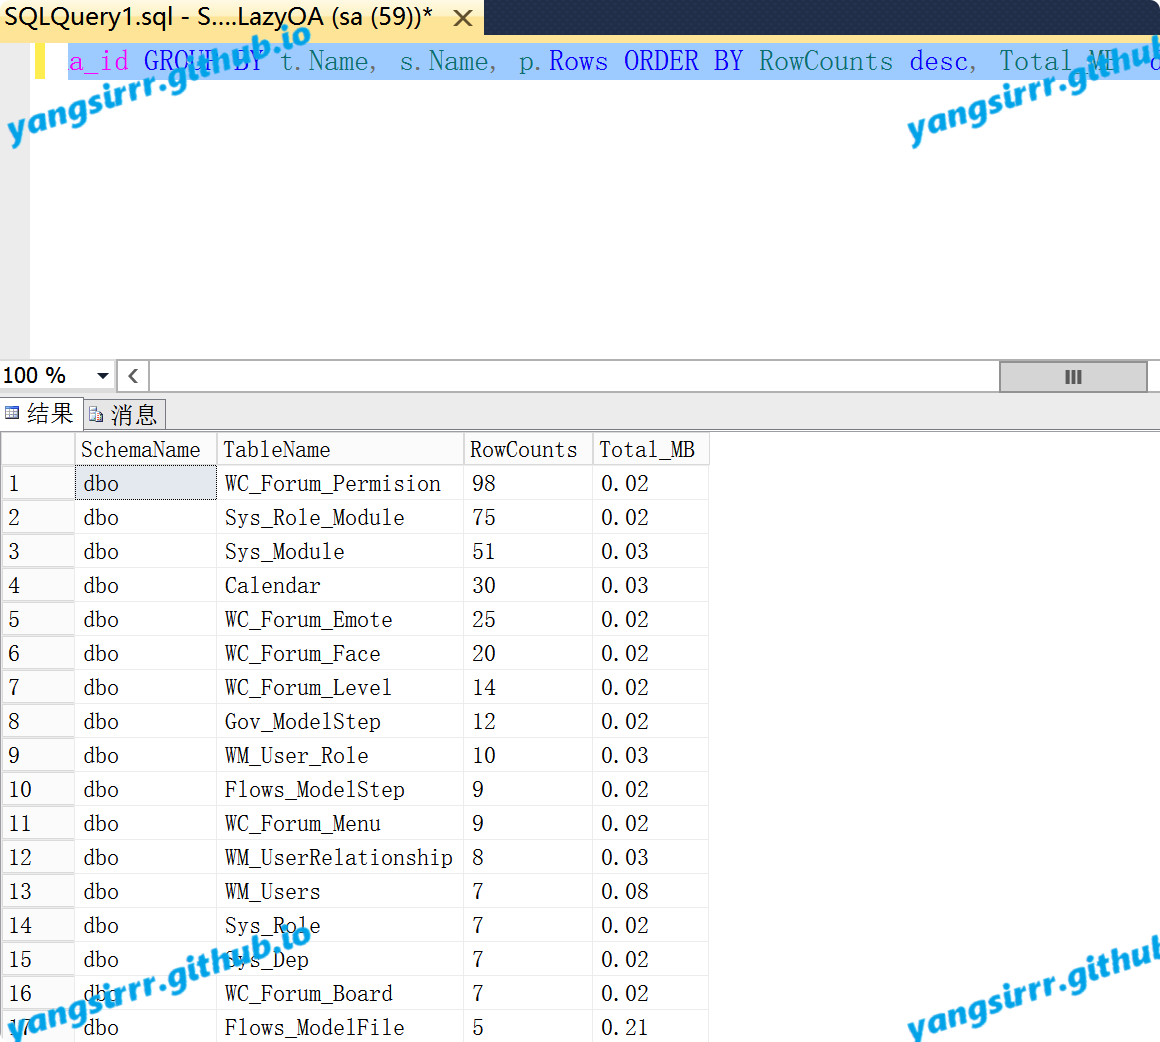 SQLQuery1.sql - S....LazyOA (sa (59))*
a_id GROUP BY t.Name, s.Name, p.Rows ORDER BY RowCounts desc, Total_MB d
yangsirrr.github.io
yangsirrr.github
100 %
结果 消息
SchemaName TableName RowCounts Total_MB
1 dbo WC_Forum_Permision 98 0.02
2 dbo Sys_Role_Module 75 0.02
3 dbo Sys_Module 51 0.03
4 dbo Calendar 30 0.03
5 dbo WC_Forum_Emote 25 0.02
6 dbo WC_Forum_Face 20 0.02
7 dbo WC_Forum_Level 14 0.02
8 dbo Gov_ModelStep 12 0.02
9 dbo WM_User_Role 10 0.03
10 dbo Flows_ModelStep 9 0.02
11 dbo WC_Forum_Menu 9 0.02
12 dbo WM_UserRelationship 8 0.03
13 dbo WM_Users 7 0.08
14 dbo Sys_Role 7 0.02
15 dbo Sys_Dep 7 0.02
16 dbo WC_Forum_Board 7 0.02
17 dbo Flows_ModelFile 5 0.21
yangsirrr.github.io
yangsirrr.github